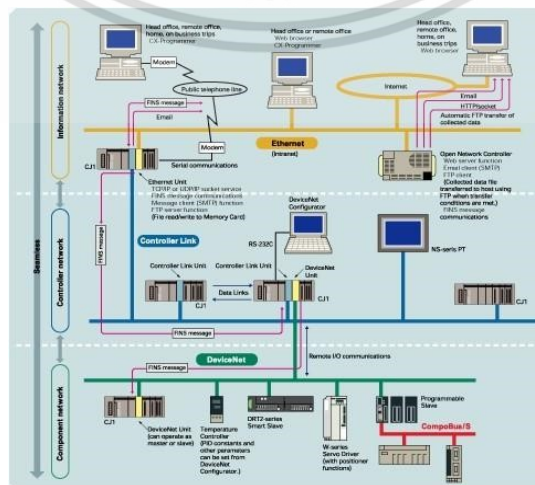 Head office, remote office,
home, on business trips
CX-Programmer
Modem
Public telephone line
Head office or remote office
Web browser
CX-Programmer
Head office,
remote office,
home, on
business trips
Web browser
Internet
Email
HTTP/socket
Automatic FTP transfer of
collected data
FINS message
Email
Modem
Serial communications
Ethernet
(Intranet)
CJ1
Ethernet Unit
TCP/IP or UDP/IP socket service
FINS message communications
Message client (SMTP) function
FTP server function
(File read/write to Memory Card)
Open Network Controller
Web server function
Email client (SMTP)
FTP client
(Collected data file
transferred to host using
FTP when transfer
conditions are met.)
FINS message
communications
Information network
Seamless
Controller network
Component network
FINS message
DeviceNet
Configurator
RS-232C
NS-seris PT
Controller Link
Controller Link Unit
Controller Link Unit
DeviceNet
Unit
Data Links
CJ1
CJ1
CJ1
FINS message
Remote I/O communications
DeviceNet
FINS message
CJ1
DeviceNet Unit
(can operate as
master or slave)
Temperature
Controller
(PID constants and
other parameters
can be set from
DeviceNet
Configurator.)
DRT2-series
Smart Slave
W-series
Servo Driver
(with positioner
functions)
Programmable
Slave
CompoBus/S